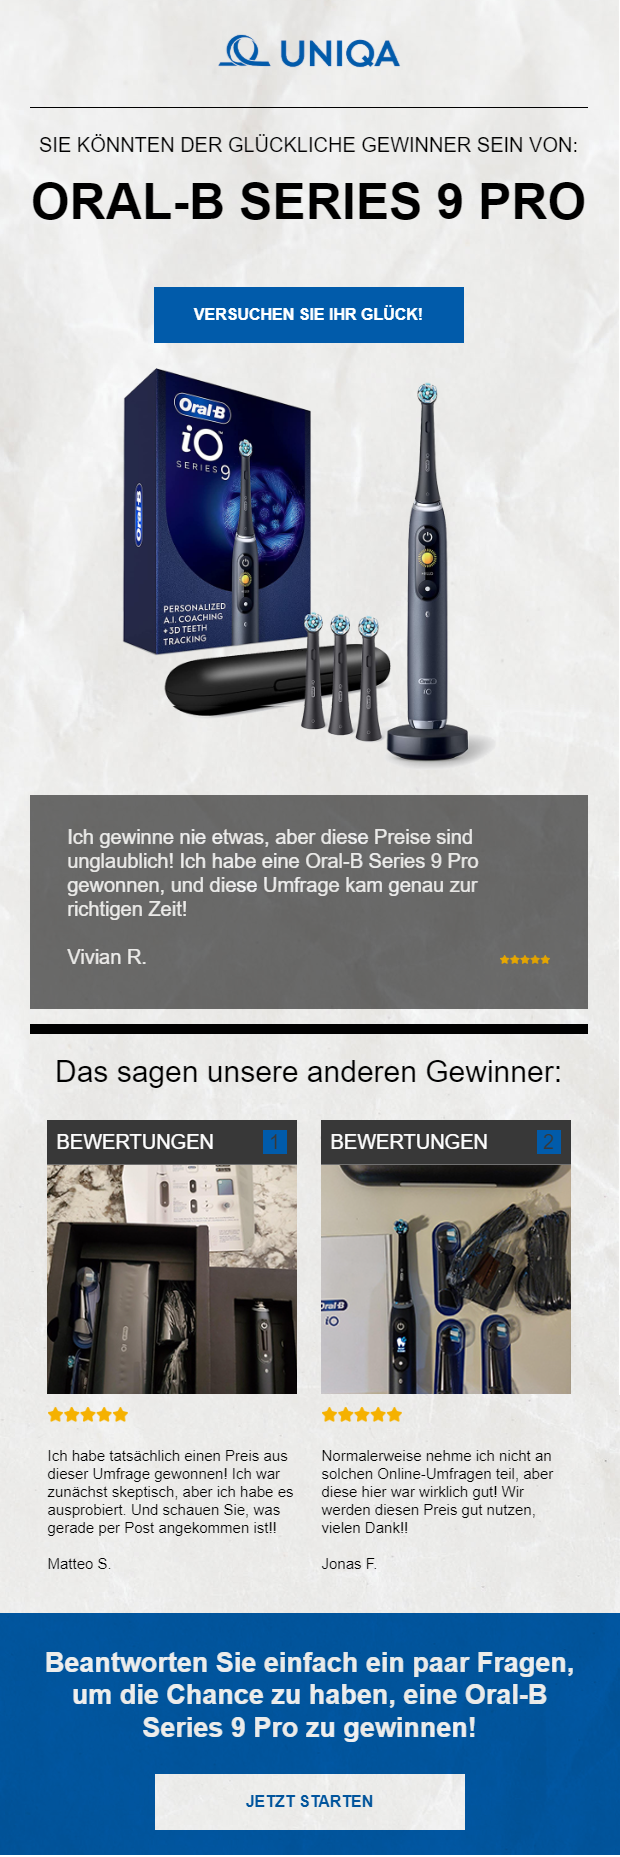 UNIQA
SIE KÖNNTEN DER GLÜCKLICHE GEWINNER SEIN VON:
ORAL-B SERIES 9 PRO
VERSUCHEN SIE IHR GLÜCK!
Oral-B
iO™
SERIES 9
Oral-B
PERSONALIZED
A.I. COACHING
+3D TEETH
TRACKING
Oral-B
iO
Ich gewinne nie etwas, aber diese Preise sind
unglaublich! Ich habe eine Oral-B Series 9 Pro
gewonnen, und diese Umfrage kam genau zur
richtigen Zeit!
Vivian R.
Das sagen unsere anderen Gewinner:
BEWERTUNGEN 1
BEWERTUNGEN 2
Oral-B
iO
Ich habe tatsächlich einen Preis aus
dieser Umfrage gewonnen! Ich war
zunächst skeptisch, aber ich habe es
ausprobiert. Und schauen Sie, was
gerade per Post angekommen ist!!
Matteo S.
Normalerweise nehme ich nicht an
solchen Online-Umfragen teil, aber
diese hier war wirklich gut! Wir
werden diesen Preis gut nutzen,
vielen Dank!!
Jonas F.
Beantworten Sie einfach ein paar Fragen,
um die Chance zu haben, eine Oral-B
Series 9 Pro zu gewinnen!
JETZT STARTEN